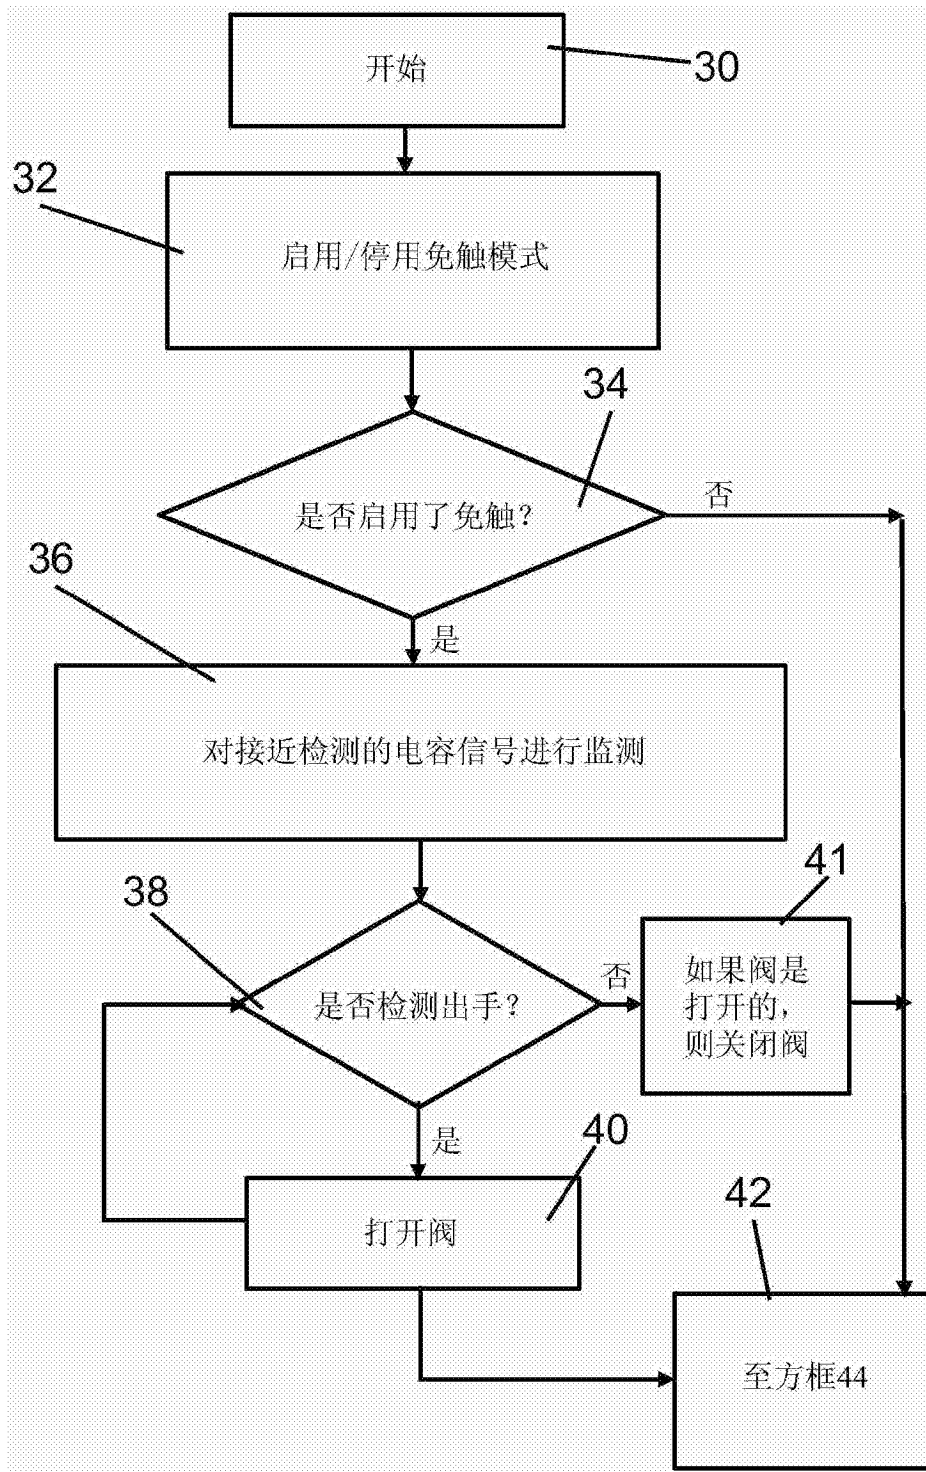 开始
30
32
启用/停用免触模式
34
是否启用了免触?
否
36
是
对接近检测的电容信号进行监测
41
38
否
如果阀是
打开的，
则关闭阀
是否检测出手?
是
40
打开阀
42
至方框44